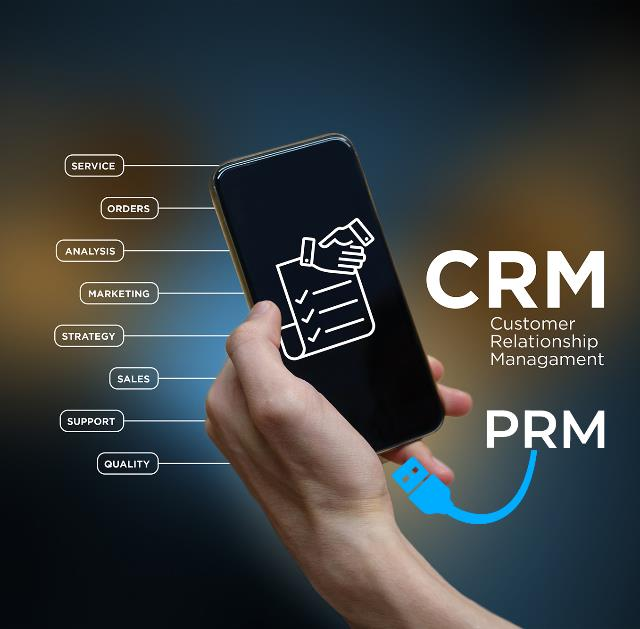 SERVICE
ORDERS
ANALYSIS
MARKETING
STRATEGY
SALES
SUPPORT
QUALITY
CRM
Customer
Relationship
Managament
PRM